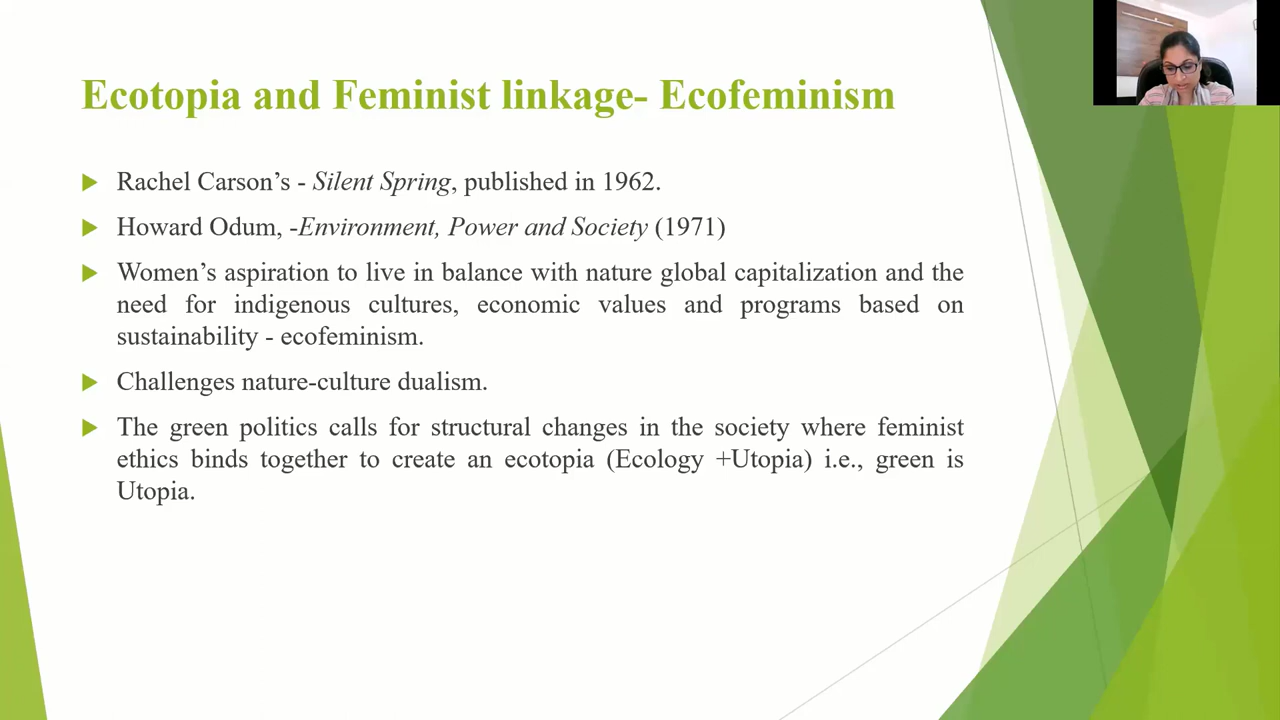 Ecotopia and Feminist linkage- Ecofeminism
Rachel Carson’s - Silent Spring, published in 1962.
Howard Odum, -Environment, Power and Society (1971)
Women’s aspiration to live in balance with nature global capitalization and the
need for indigenous cultures, economic values and programs based on
sustainability - ecofeminism.
Challenges nature-culture dualism.
The green politics calls for structural changes in the society where feminist
ethics binds together to create an ecotopia (Ecology +Utopia) i.e., green is
Utopia.